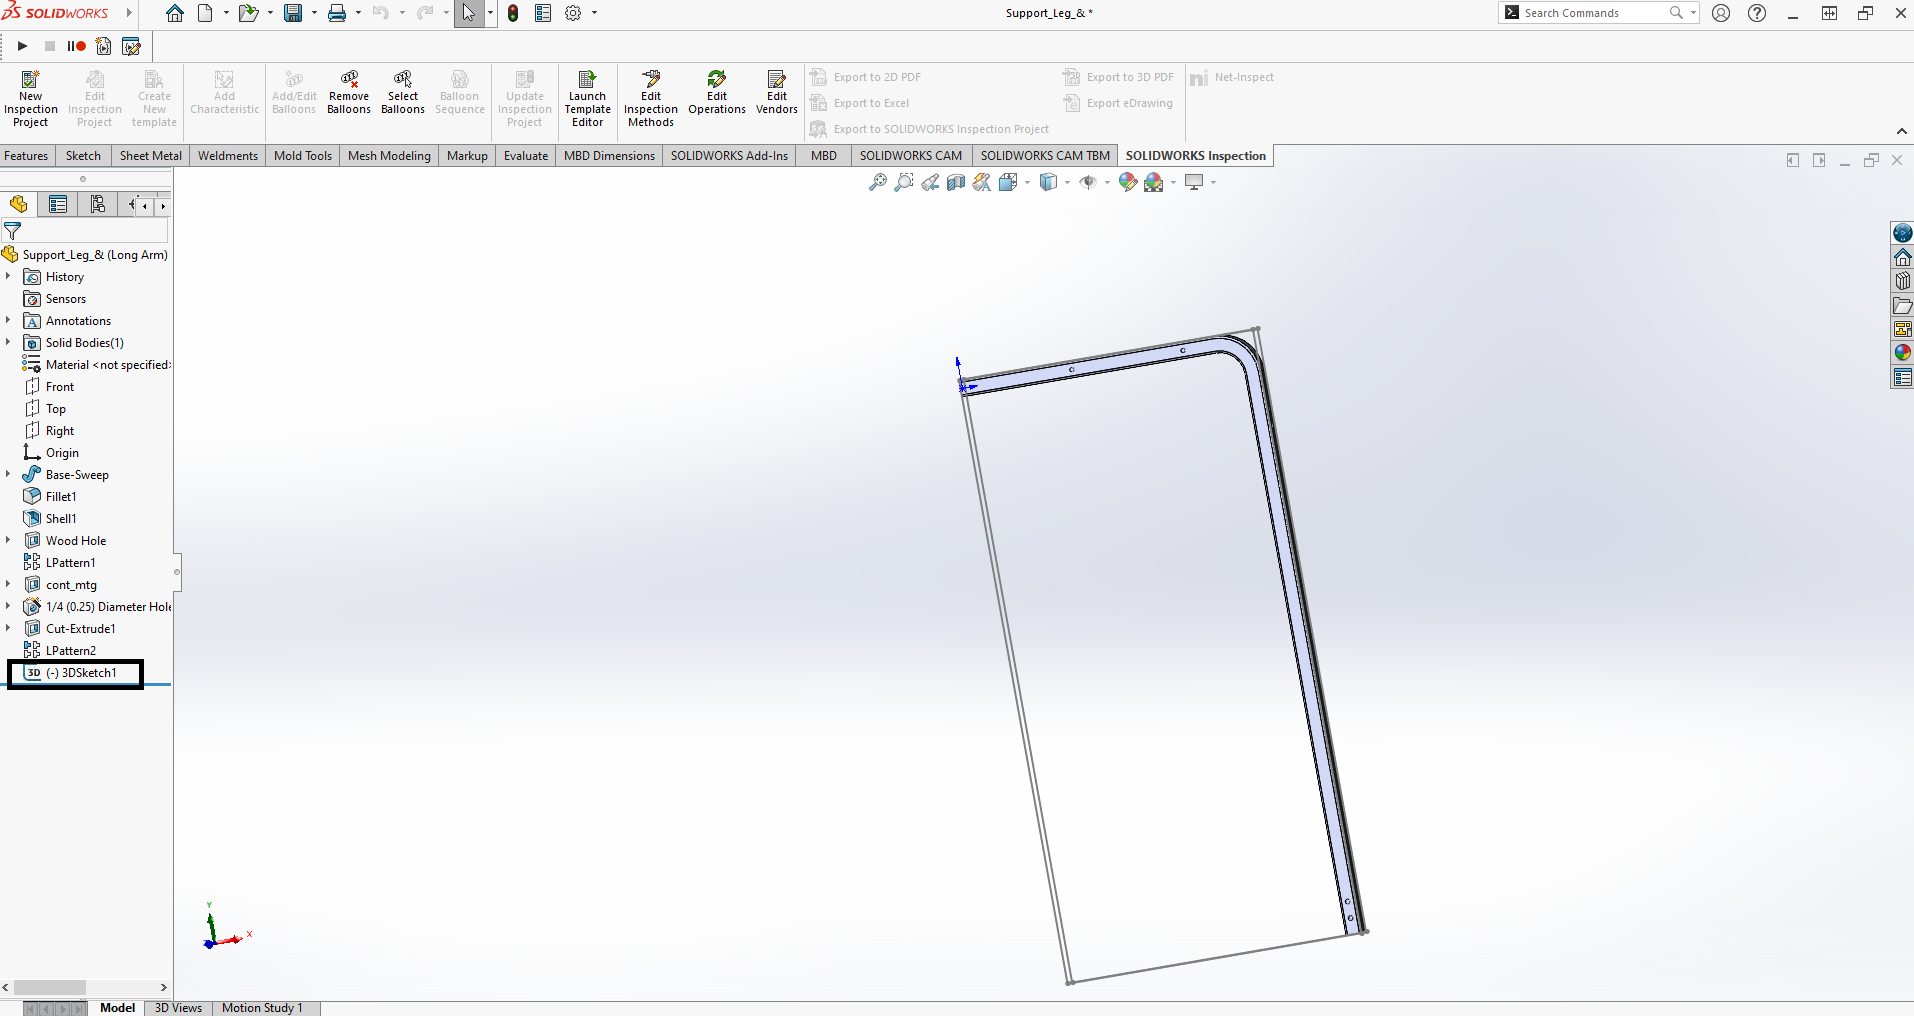 SOLIDWORKS
Support_Leg_& *
Search Commands
New Inspection Project
Edit Inspection Project
Create New template
Add Characteristic
Add/Edit Balloons
Remove Balloons
Select Balloons
Balloon Sequence
Update Inspection Project
Launch Template Editor
Edit Inspection Methods
Edit Operations
Edit Vendors
Export to 2D PDF
Export to Excel
Export to SOLIDWORKS Inspection Project
Export to 3D PDF
Export eDrawing
Net-Inspect
Features
Sketch
Sheet Metal
Weldments
Mold Tools
Mesh Modeling
Markup
Evaluate
MBD Dimensions
SOLIDWORKS Add-Ins
MBD
SOLIDWORKS CAM
SOLIDWORKS CAM TBM
SOLIDWORKS Inspection
Support_Leg_& (Long Arm)
History
Sensors
Annotations
Solid Bodies(1)
Material <not specified>
Front
Top
Right
Origin
Base-Sweep
Fillet1
Shell1
Wood Hole
LPattern1
cont_mtg
1/4 (0.25) Diameter Hole
Cut-Extrude1
LPattern2
3D (-) 3DSketch1
Y
X
Model
3D Views
Motion Study 1